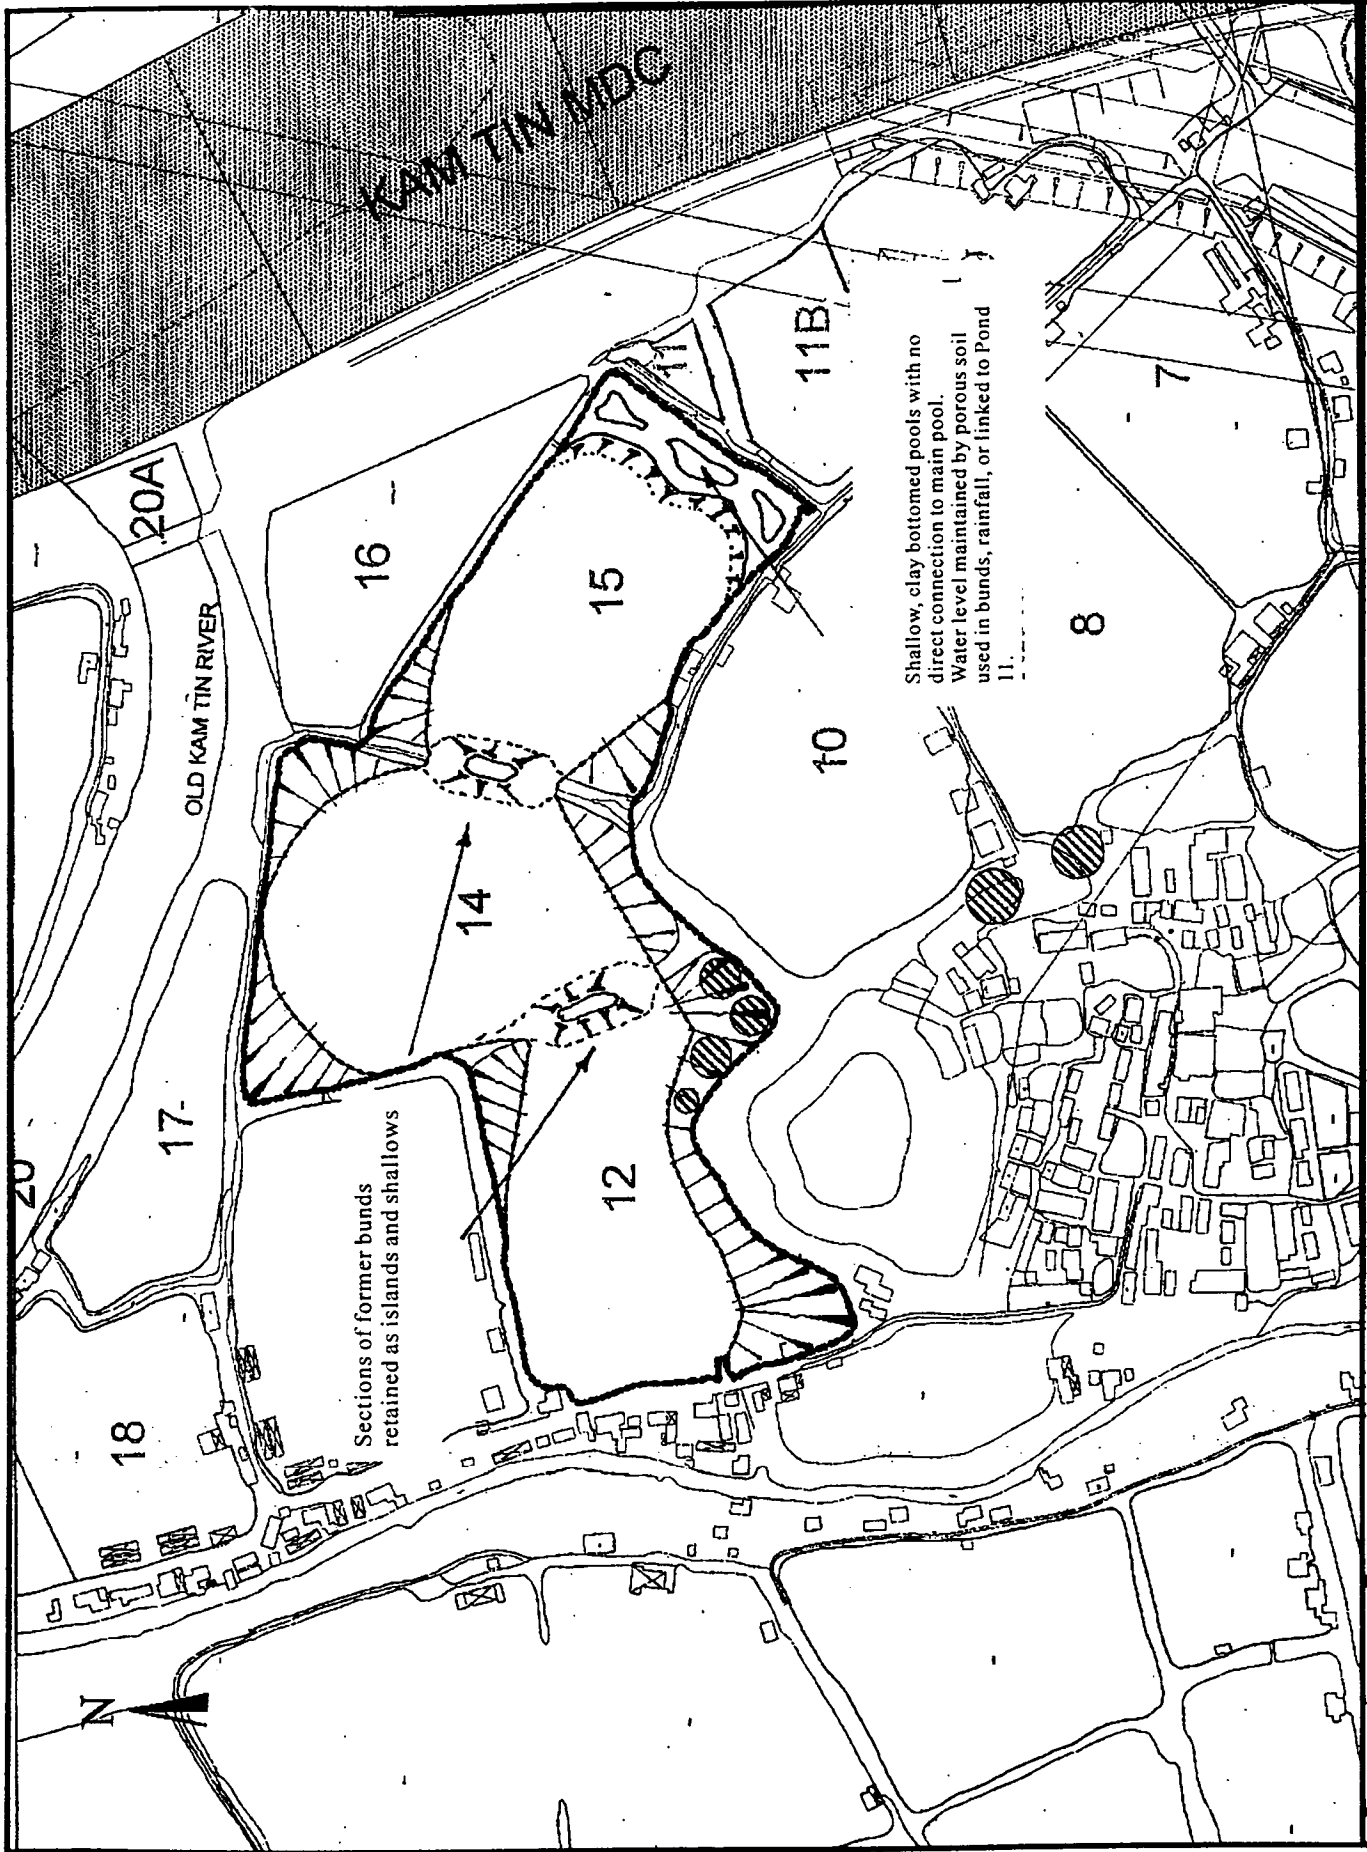 KAM TIN MDC
20A
16
OLD KAM TIN RIVER
15
11
11B
7
Shallow, clay bottomed pools with no
direct connection to main pool.
Water level maintained by porous soil
used in bunds, rainfall, or linked to Pond
11.
8
10
14
17
20
12
Sections of former bunds
retained as islands and shallows
18
N